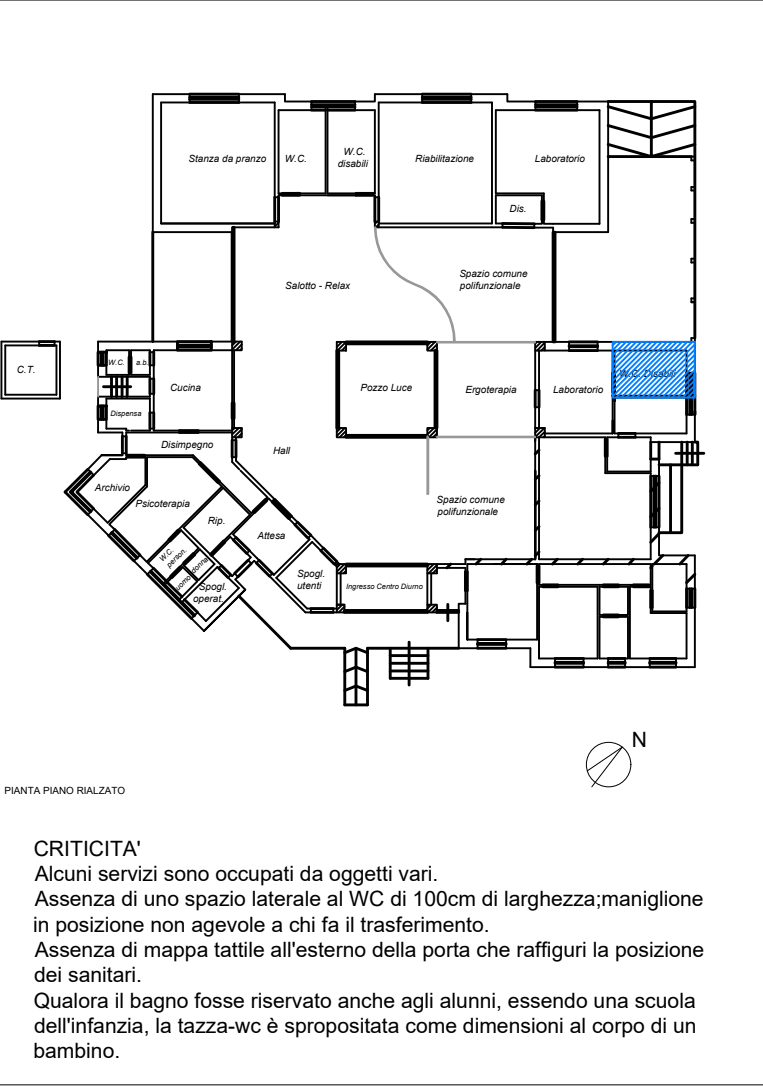 Stanza da pranzo
W.C.
W.C.
disabili
Riabilitazione
Laboratorio
Dis.
Salotto - Relax
Spazio comune
polifunzionale
C.T.
W.C.
a.b.
Cucina
Dispensa
Pozzo Luce
Ergoterapia
Laboratorio
W.C. Disabili
Disimpegno
Hall
Archivio
Psicoterapia
Rip.
Attesa
Spazio comune
polifunzionale
W.C.
person.
uomo
donna
Spogl.
operat.
Spogl.
utenti
Ingresso Centro Diurno
N
PIANTA PIANO RIALZATO
CRITICITA'
Alcuni servizi sono occupati da oggetti vari.
Assenza di uno spazio laterale al WC di 100cm di larghezza;maniglione
in posizione non agevole a chi fa il trasferimento.
Assenza di mappa tattile all'esterno della porta che raffiguri la posizione
dei sanitari.
Qualora il bagno fosse riservato anche agli alunni, essendo una scuola
dell'infanzia, la tazza-wc è spropositata come dimensioni al corpo di un
bambino.